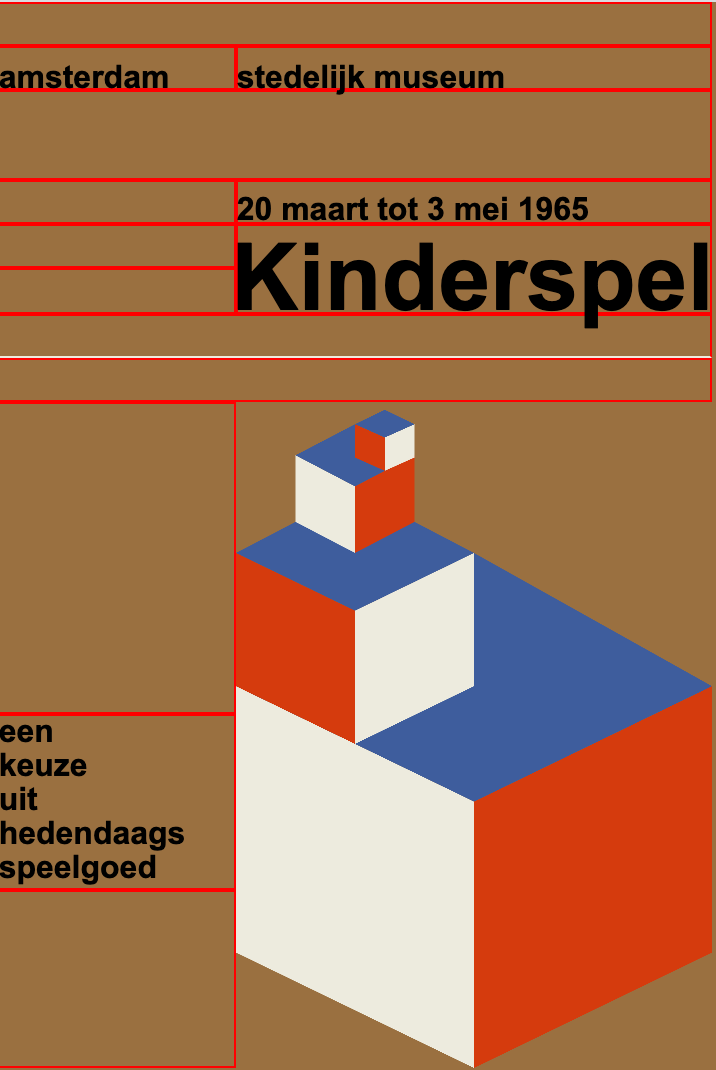 amsterdam stedelijk museum
20 maart tot 3 mei 1965
Kinderspel
een
keuze
uit
hedendaags
speelgoed